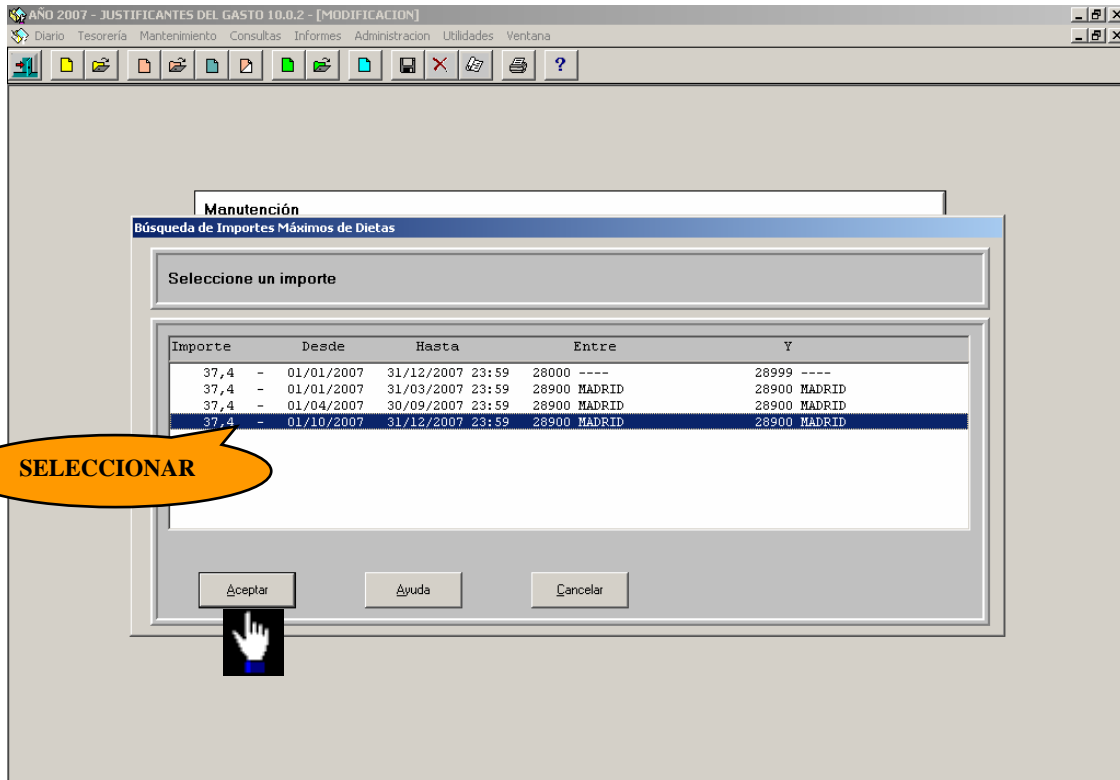 AÑO 2007 - JUSTIFICANTES DEL GASTO 10.0.2 - [MODIFICACION]
Diario Tesorería Mantenimiento Consultas Informes Administracion Utilidades Ventana
?
Manutención
Búsqueda de Importes Máximos de Dietas
Seleccione un importe
Importe Desde Hasta Entre Y
37,4 - 01/01/2007 31/12/2007 23:59 28000 ---- 28999 ----
37,4 - 01/01/2007 31/03/2007 23:59 28900 MADRID 28900 MADRID
37,4 - 01/04/2007 30/09/2007 23:59 28900 MADRID 28900 MADRID
37,4 - 01/10/2007 31/12/2007 23:59 28900 MADRID 28900 MADRID
SELECCIONAR
Aceptar Ayuda Cancelar